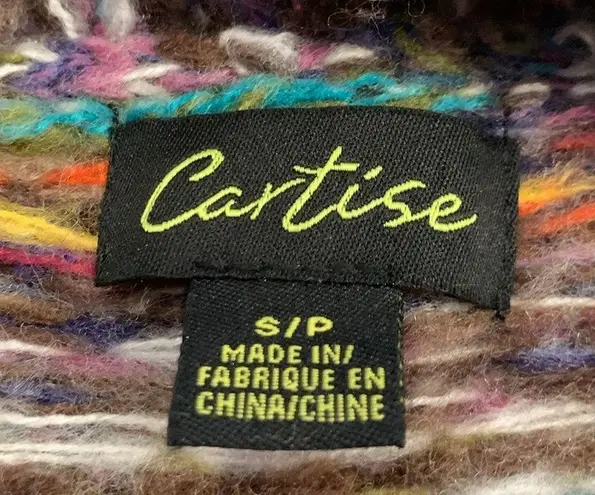 Cartise
S/P
MADE IN/
FABRIQUE EN
CHINA/CHINE